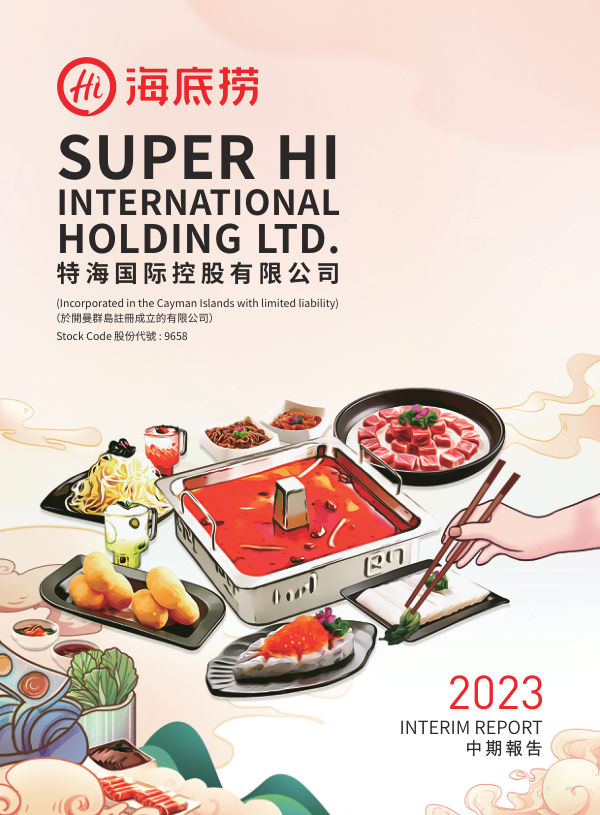 Hi 海底捞
SUPER HI
INTERNATIONAL
HOLDING LTD.
特海国际控股有限公司
(Incorporated in the Cayman Islands with limited liability)
(於開曼群島註冊成立的有限公司)
Stock Code 股份代號 : 9658
2023
INTERIM REPORT
中期報告